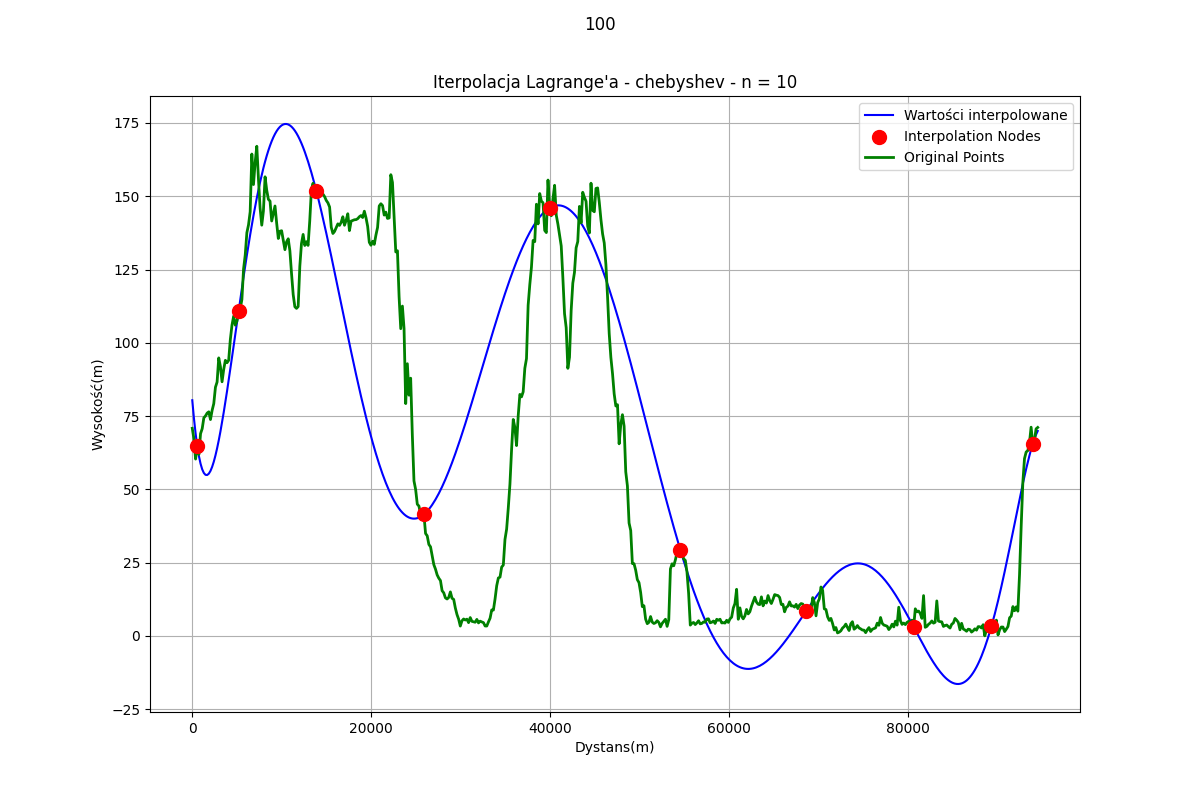 100
Iterpolacja Lagrange'a - chebyshev - n = 10
Wartości interpolowane
Interpolation Nodes
Original Points
175
150
125
100
75
50
25
0
−25
Wysokość(m)
0 20000 40000 60000 80000
Dystans(m)